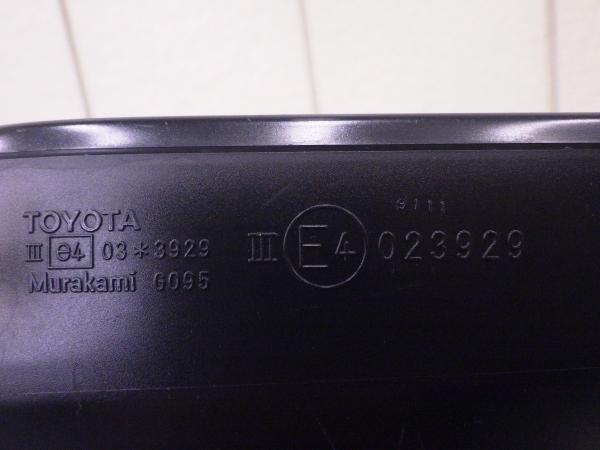 TOYOTA
III e4 03*3929
Murakami G095
9/11
III E4 023929